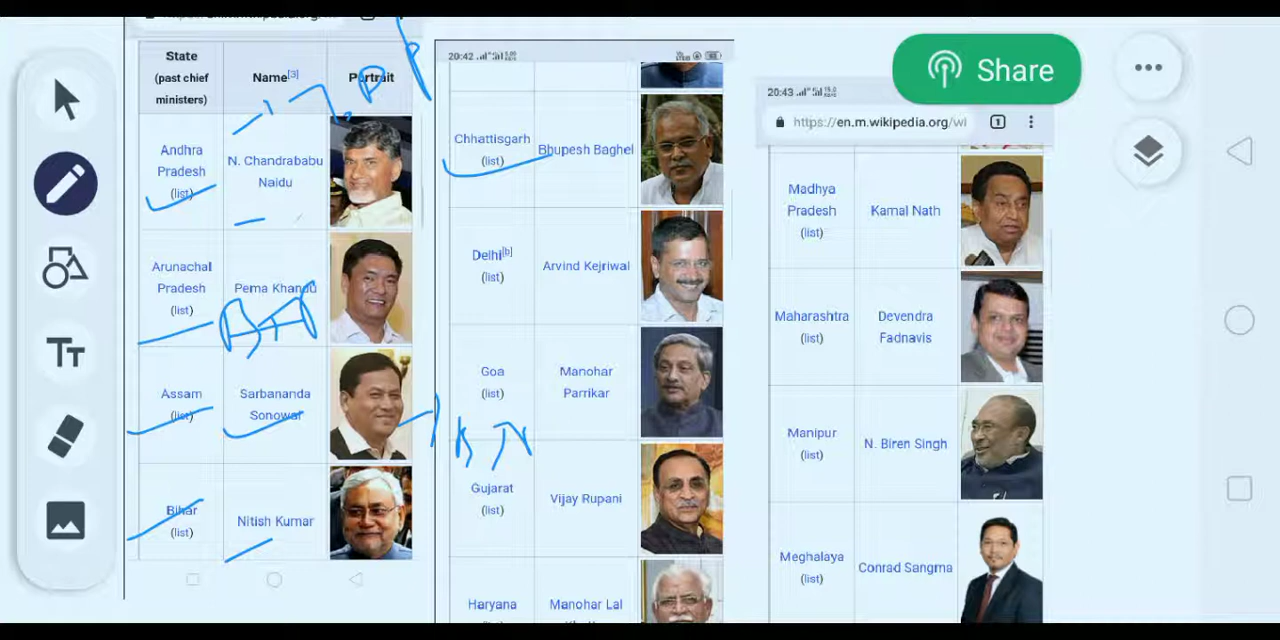 State
(past chief
ministers)
Name[3]
Portrait
Andhra
Pradesh
(list)
N. Chandrababu
Naidu
Arunachal
Pradesh
(list)
Pema Khandu
Assam
(list)
Sarbananda
Sonowal
Bihar
(list)
Nitish Kumar
20:42
Chhattisgarh
(list)
Bhupesh Baghel
Delhi[b]
(list)
Arvind Kejriwal
Goa
(list)
Manohar
Parrikar
Gujarat
(list)
Vijay Rupani
Haryana
Manohar Lal
Share
20:43
https://en.m.wikipedia.org/wi
1
Madhya
Pradesh
(list)
Kamal Nath
Maharashtra
(list)
Devendra
Fadnavis
Manipur
(list)
N. Biren Singh
Meghalaya
(list)
Conrad Sangma
TT